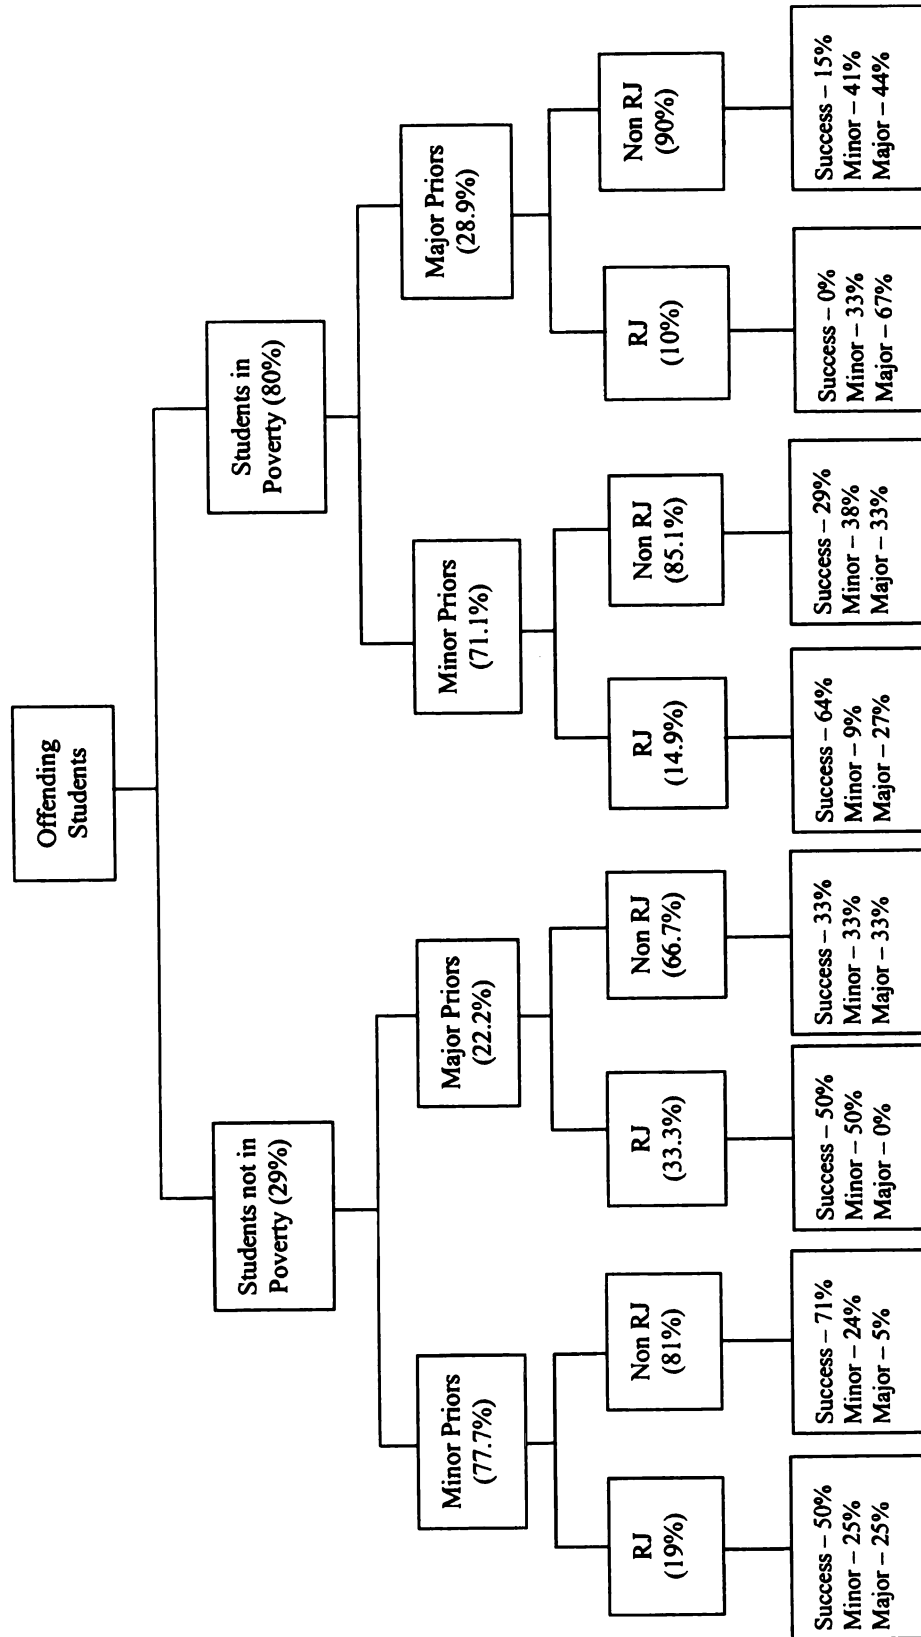 Offending
Students
Students not in
Poverty (29%)
Students in
Poverty (80%)
Minor Priors
(77.7%)
Major Priors
(22.2%)
Minor Priors
(71.1%)
Major Priors
(28.9%)
RJ
(19%)
Non RJ
(81%)
RJ
(33.3%)
Non RJ
(66.7%)
RJ
(14.9%)
Non RJ
(85.1%)
RJ
(10%)
Non RJ
(90%)
Success – 50%
Minor – 25%
Major – 25%
Success – 71%
Minor – 24%
Major – 5%
Success – 50%
Minor – 50%
Major – 0%
Success – 33%
Minor – 33%
Major – 33%
Success – 64%
Minor – 9%
Major – 27%
Success – 29%
Minor – 38%
Major – 33%
Success – 0%
Minor – 33%
Major – 67%
Success – 15%
Minor – 41%
Major – 44%